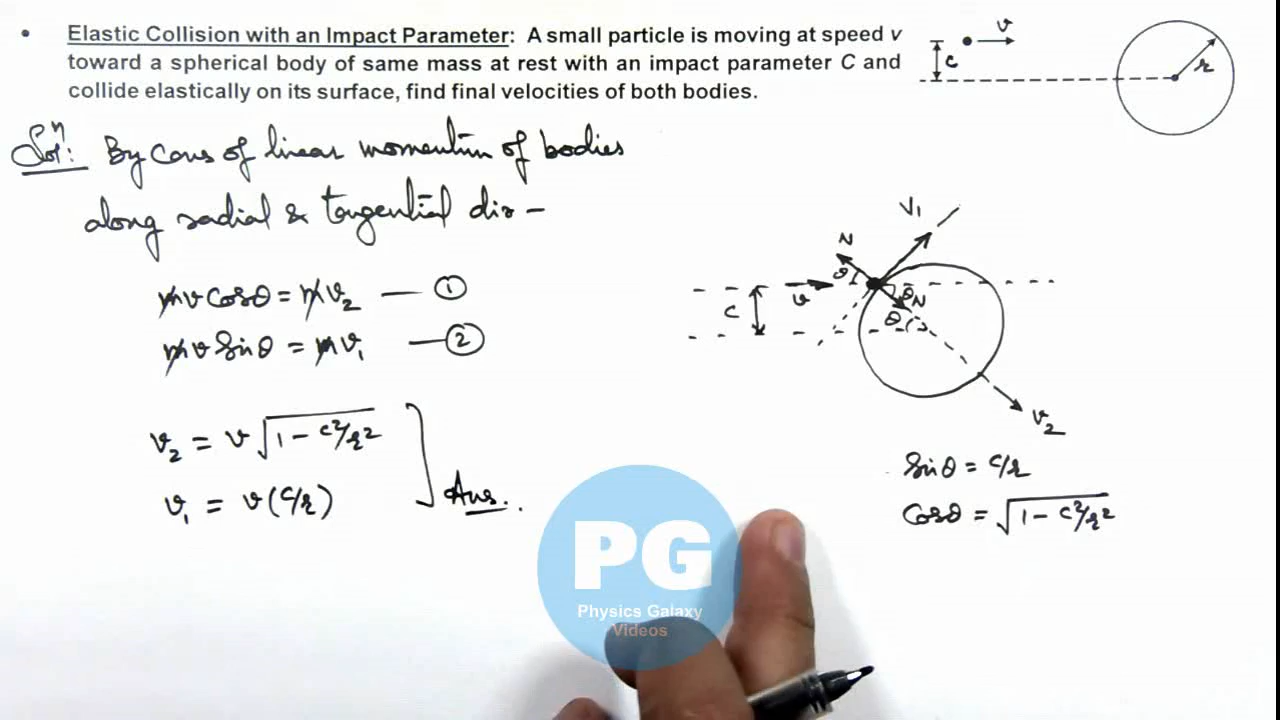 • Elastic Collision with an Impact Parameter: A small particle is moving at speed v
toward a spherical body of same mass at rest with an impact parameter C and
collide elastically on its surface, find final velocities of both bodies.
v
c
r
Solⁿ: By Cons of linear momentum of bodies
along radial & tangential dir –
mv cosθ = mv₂ — ①
mv sinθ = mv₁ — ②
v₂ = v√(1 – c²/r²)
v₁ = v(c/r)
Ans.
V₁
N
θ
v
θ
N
c
θ
v₂
sinθ = c/r
cosθ = √(1 – c²/r²)
PG
Physics Galaxy
Videos